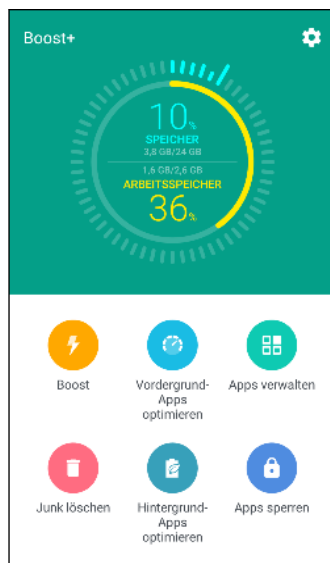 Boost+
10%
SPEICHER
3,8 GB/24 GB
1,6 GB/2,6 GB
ARBEITSSPEICHER
36%
Boost
Vordergrund-
Apps
optimieren
Apps verwalten
Junk löschen
Hintergrund-
Apps
optimieren
Apps sperren